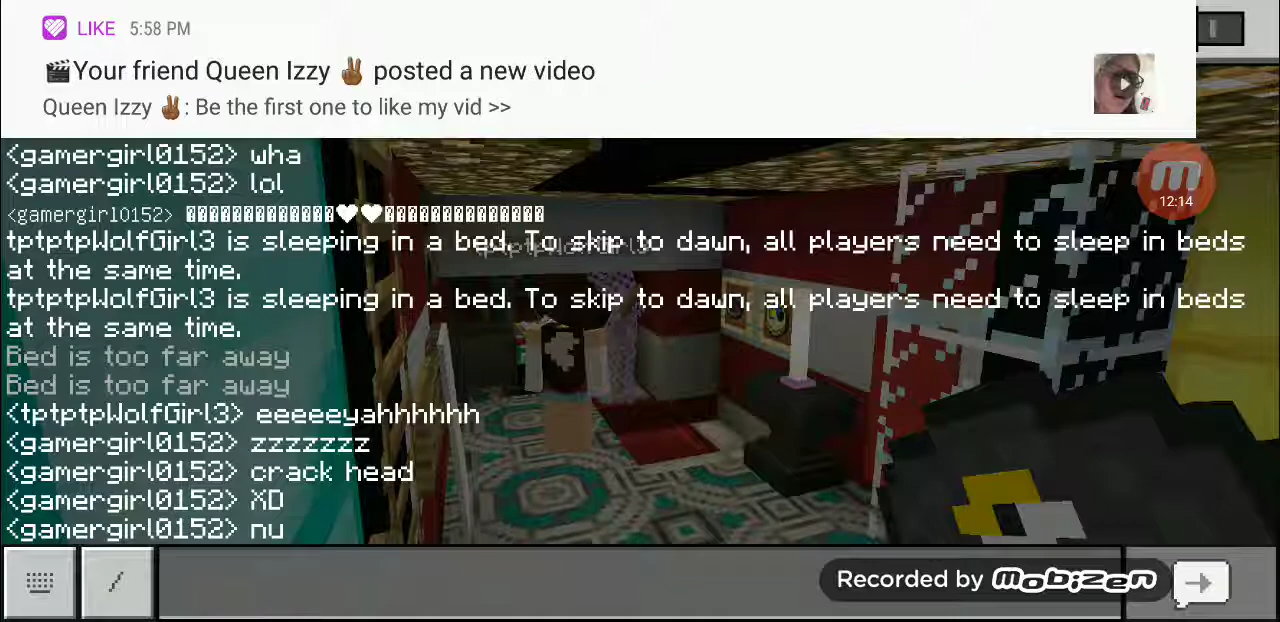 LIKE 5:58 PM
🎬Your friend Queen Izzy ✌🏾 posted a new video
Queen Izzy ✌🏾: Be the first one to like my vid >>
<gamergirl0152> wha
<gamergirl0152> lol
<gamergirl0152> ♥♥
tptptpWolfGirl3 is sleeping in a bed. To skip to dawn, all players need to sleep in beds
at the same time.
tptptpWolfGirl3 is sleeping in a bed. To skip to dawn, all players need to sleep in beds
at the same time.
Bed is too far away
Bed is too far away
<tptptpWolfGirl3> eeeeeyahhhhhh
<gamergirl0152> zzzzzzz
<gamergirl0152> crack head
<gamergirl0152> XD
<gamergirl0152> nu
tptptpWolfGirl3
12:14
Recorded by mobizen